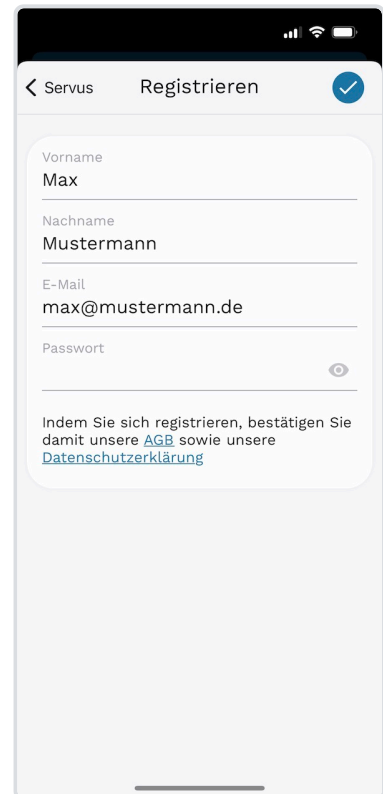 Servus Registrieren
Vorname
Max
Nachname
Mustermann
E-Mail
max@mustermann.de
Passwort
Indem Sie sich registrieren, bestätigen Sie
damit unsere AGB sowie unsere
Datenschutzerklärung